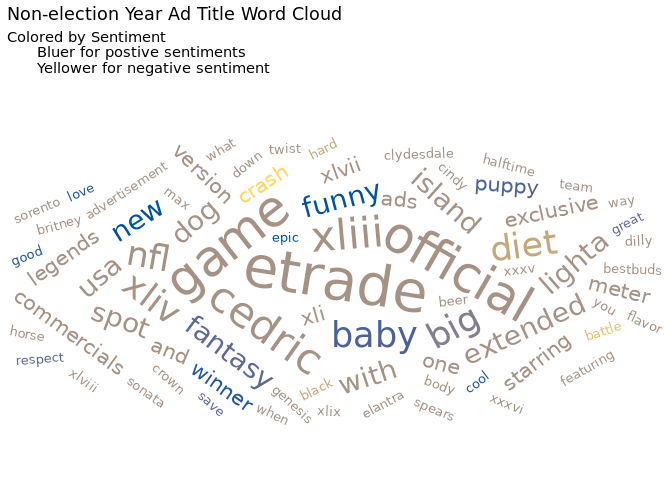 Non-election Year Ad Title Word Cloud
Colored by Sentiment
Bluer for postive sentiments
Yellower for negative sentiment
what
twist
hard
version
down
clydesdale
halftime
love
advertisement
crash
xlvii
cindy
team
sorento
britney
max
funny
ads
island
puppy
exclusive
way
new
dog
game
xliii
official
great
good
legends
nfl
epic
diet
dilly
usa
etrade
xxxv
lighta
bestbuds
xliv
cedric
beer
meter
commercials
spot
xli
baby
big
extended
you
flavor
horse
and
fantasy
one
starring
battle
respect
winner
with
body
cool
featuring
xlviii
sonata
crown
save
genesis
black
elantra
spears
xxxvi
when
xlix